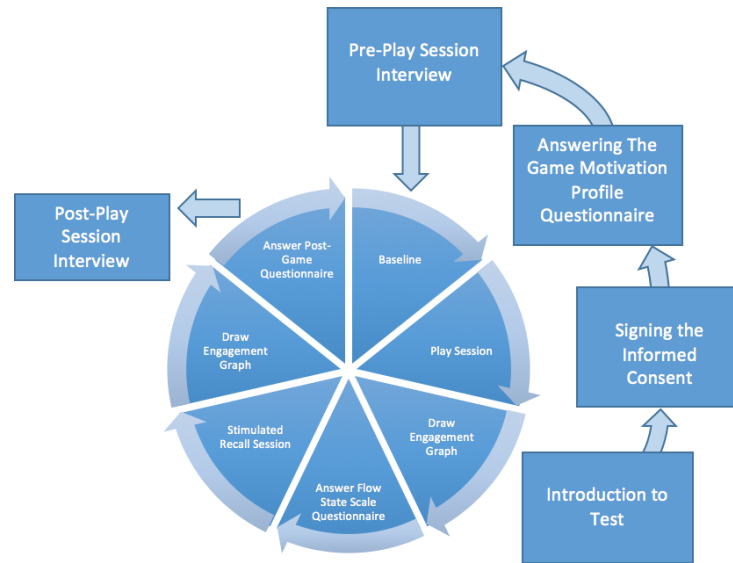 Pre-Play Session
Interview
Answering The
Game Motivation
Profile
Questionnaire
Post-Play
Session
Interview
Answer Post-
Game
Questionnaire
Baseline
Signing the
Informed
Consent
Draw
Engagement
Graph
Play Session
Stimulated
Recall Session
Draw
Engagement
Graph
Answer Flow
State Scale
Questionnaire
Introduction to
Test